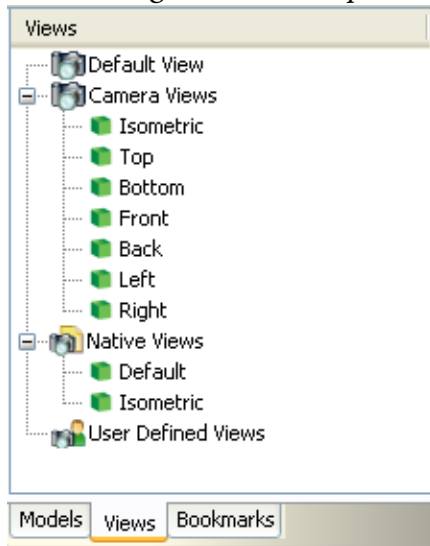 Views
Default View
Camera Views
Isometric
Top
Bottom
Front
Back
Left
Right
Native Views
Default
Isometric
User Defined Views
Models Views Bookmarks